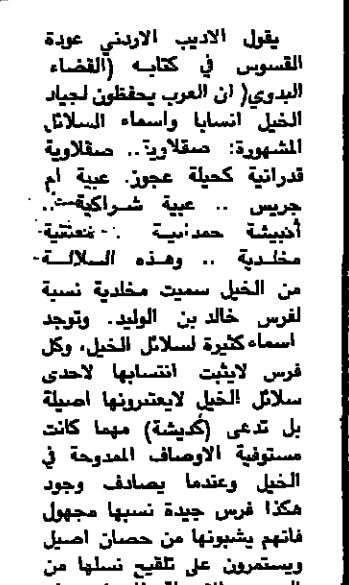 يقول الاديب الاردني عودة
القسوس في كتابه (القضاء
البدوي( ان العرب يحفظون لجياد
الخيل انسابا واسماء السلائل
المشهورة: صقلاوية.. صقلاوية
قدرانية كحيلة عجوز. عبية ام
جريس .. عبية شراكية..
أخبيشة حمدانية .. معنقية
مخلدية .. وهذه السلالة
من الخيل سميت مخلدية نسبة
لفرس خالد بن الوليد. وتوجد
اسماء كثيرة لسلائل الخيل، وكل
فرس لايثبت انتسابها لاحدى
سلائل الخيل لايعتبرونها اصيلة
بل تدعى (كديشة) مهما كانت
مستوفية الاوصاف الممدوحة في
الخيل وعندما يصادف وجود
هكذا فرس جيدة نسبها مجهول
فانهم يشبونها من حصان اصيل
ويستمرون على تلقيح نسلها من